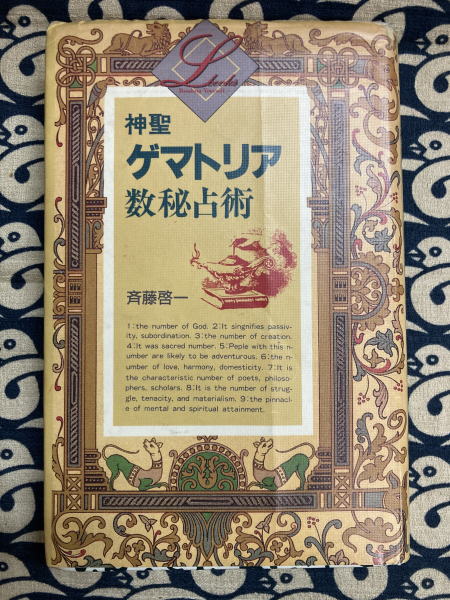 L books
神聖
ゲマトリア
数秘占術
斉藤啓一
1:the number of God. 2:It singnifies passiv-
ity, subordination. 3:the number of creation.
4:It was sacred number. 5:Peple with this n-
umber are likely to be adventurous. 6:the n-
umber of love, harmony, domesticity. 7:It is
the characteristic number of poets, philoso-
phers, scholars. 8:It is the number of strug-
gle, tenacity, and materialism. 9:the pinnacl-
e of mental and spiritual attainment.